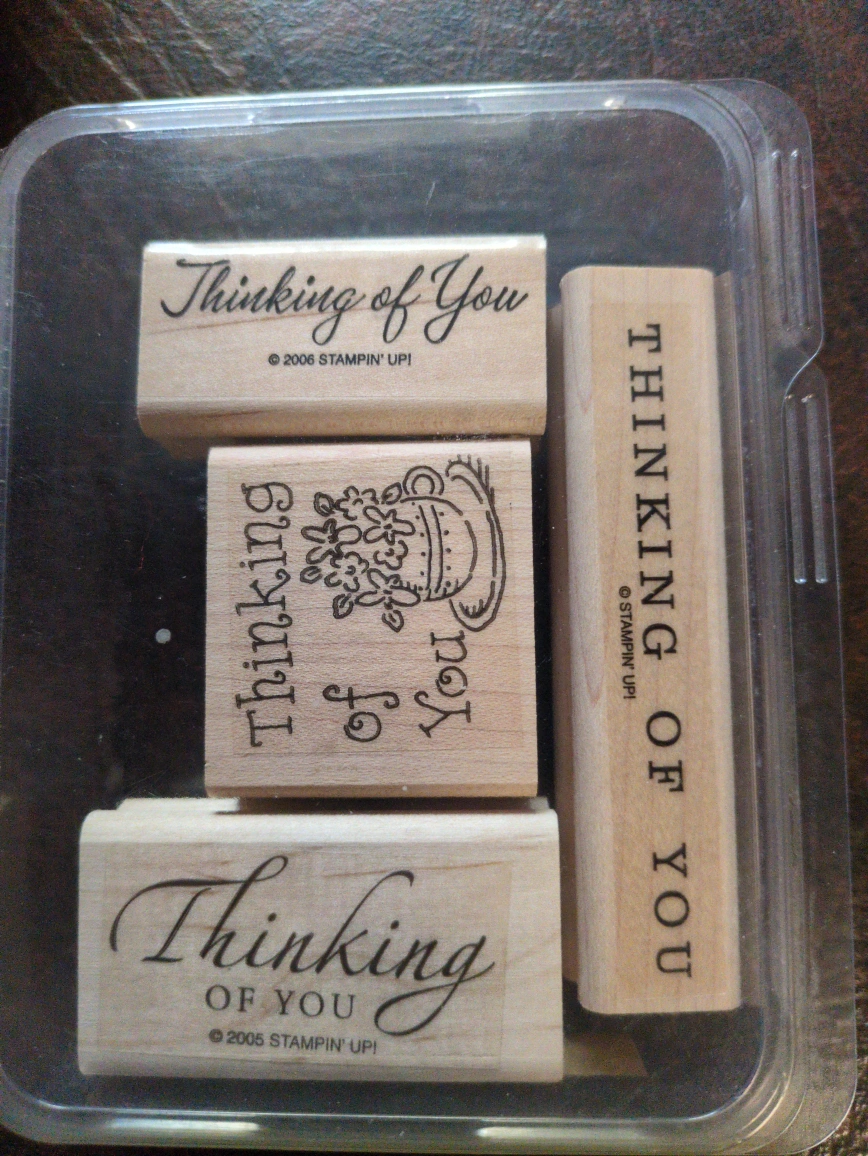 Thinking of You
© 2006 STAMPIN' UP!
Thinking
of
You
Thinking
OF YOU
© 2005 STAMPIN' UP!
THINKING OF YOU
© STAMPIN' UP!